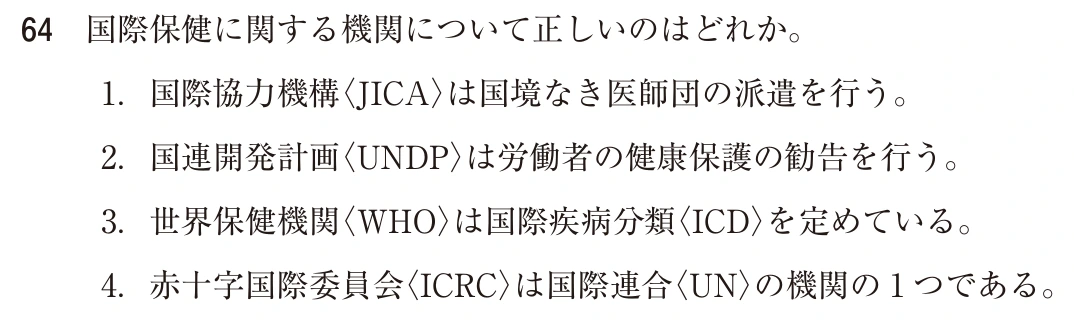 64 国際保健に関する機関について正しいのはどれか。
1. 国際協力機構〈JICA〉は国境なき医師団の派遣を行う。
2. 国連開発計画〈UNDP〉は労働者の健康保護の勧告を行う。
3. 世界保健機関〈WHO〉は国際疾病分類〈ICD〉を定めている。
4. 赤十字国際委員会〈ICRC〉は国際連合〈UN〉の機関の1つである。